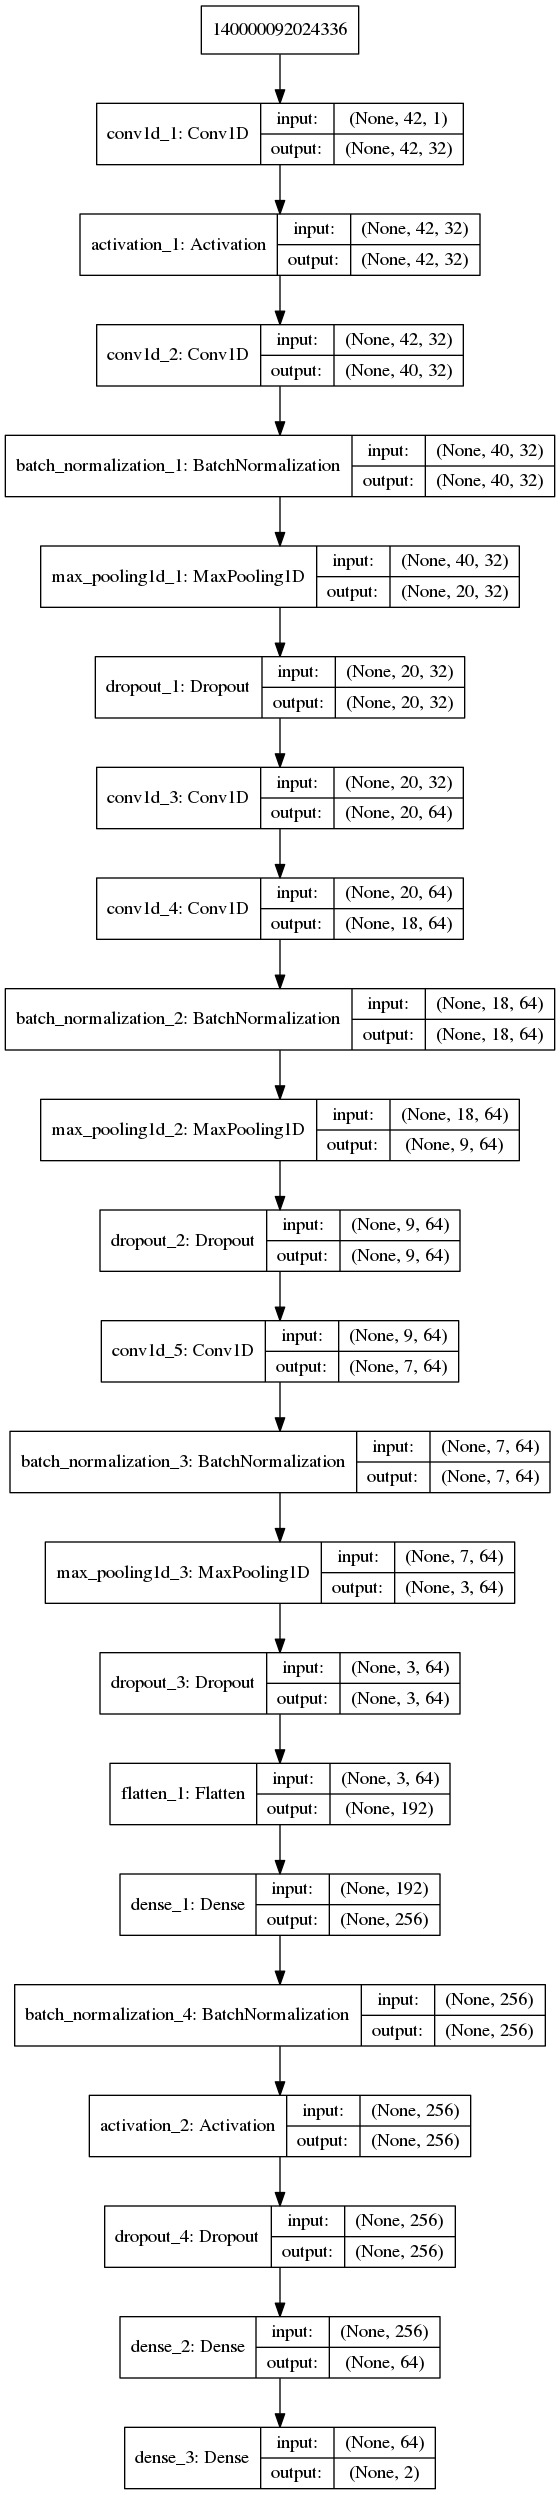 140000092024336
conv1d_1: Conv1D input: (None, 42, 1)
output: (None, 42, 32)
activation_1: Activation input: (None, 42, 32)
output: (None, 42, 32)
conv1d_2: Conv1D input: (None, 42, 32)
output: (None, 40, 32)
batch_normalization_1: BatchNormalization input: (None, 40, 32)
output: (None, 40, 32)
max_pooling1d_1: MaxPooling1D input: (None, 40, 32)
output: (None, 20, 32)
dropout_1: Dropout input: (None, 20, 32)
output: (None, 20, 32)
conv1d_3: Conv1D input: (None, 20, 32)
output: (None, 20, 64)
conv1d_4: Conv1D input: (None, 20, 64)
output: (None, 18, 64)
batch_normalization_2: BatchNormalization input: (None, 18, 64)
output: (None, 18, 64)
max_pooling1d_2: MaxPooling1D input: (None, 18, 64)
output: (None, 9, 64)
dropout_2: Dropout input: (None, 9, 64)
output: (None, 9, 64)
conv1d_5: Conv1D input: (None, 9, 64)
output: (None, 7, 64)
batch_normalization_3: BatchNormalization input: (None, 7, 64)
output: (None, 7, 64)
max_pooling1d_3: MaxPooling1D input: (None, 7, 64)
output: (None, 3, 64)
dropout_3: Dropout input: (None, 3, 64)
output: (None, 3, 64)
flatten_1: Flatten input: (None, 3, 64)
output: (None, 192)
dense_1: Dense input: (None, 192)
output: (None, 256)
batch_normalization_4: BatchNormalization input: (None, 256)
output: (None, 256)
activation_2: Activation input: (None, 256)
output: (None, 256)
dropout_4: Dropout input: (None, 256)
output: (None, 256)
dense_2: Dense input: (None, 256)
output: (None, 64)
dense_3: Dense input: (None, 64)
output: (None, 2)